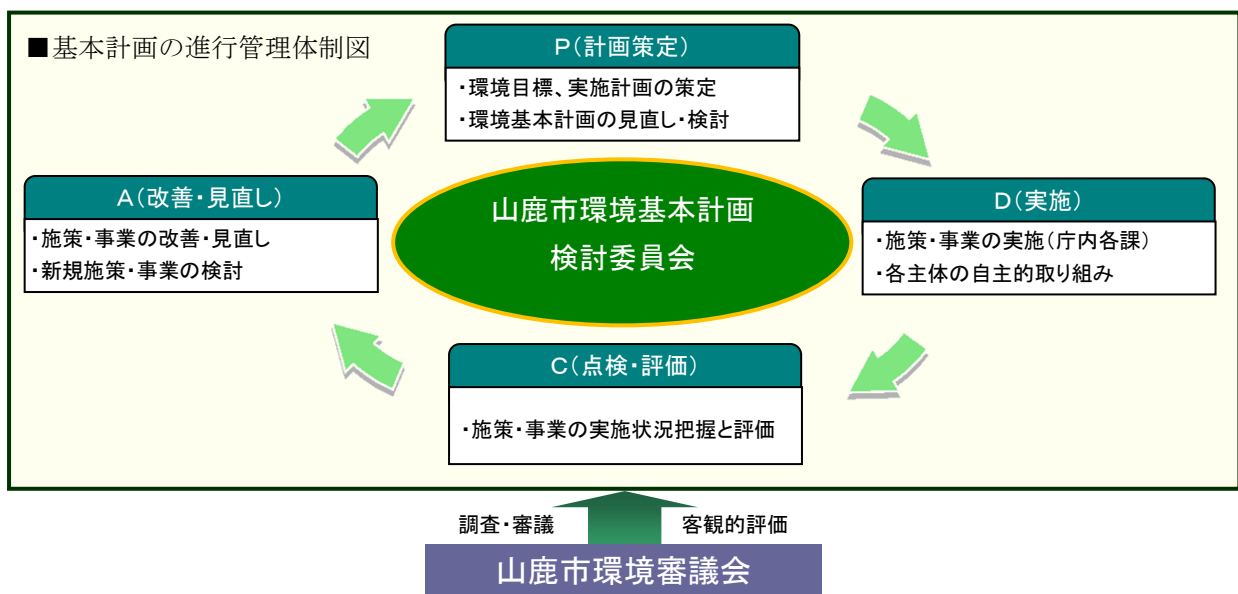 ■基本計画の進行管理体制図
P(計画策定)
・環境目標、実施計画の策定
・環境基本計画の見直し・検討
A(改善・見直し)
・施策・事業の改善・見直し
・新規施策・事業の検討
山鹿市環境基本計画
検討委員会
D(実施)
・施策・事業の実施(庁内各課)
・各主体の自主的取り組み
C(点検・評価)
・施策・事業の実施状況把握と評価
調査・審議 客観的評価
山鹿市環境審議会